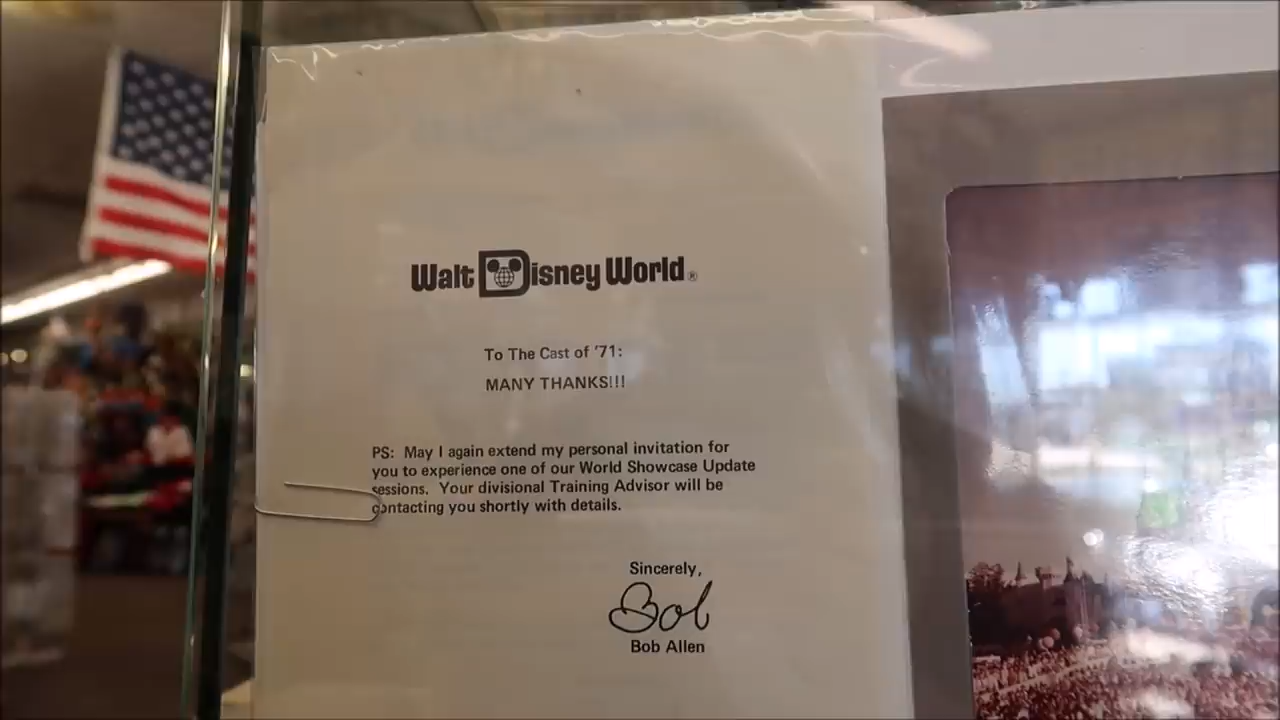 Walt Disney World®
To The Cast of '71:
MANY THANKS!!!
PS: May I again extend my personal invitation for
you to experience one of our World Showcase Update
sessions. Your divisional Training Advisor will be
contacting you shortly with details.
Sincerely,
Bob
Bob Allen